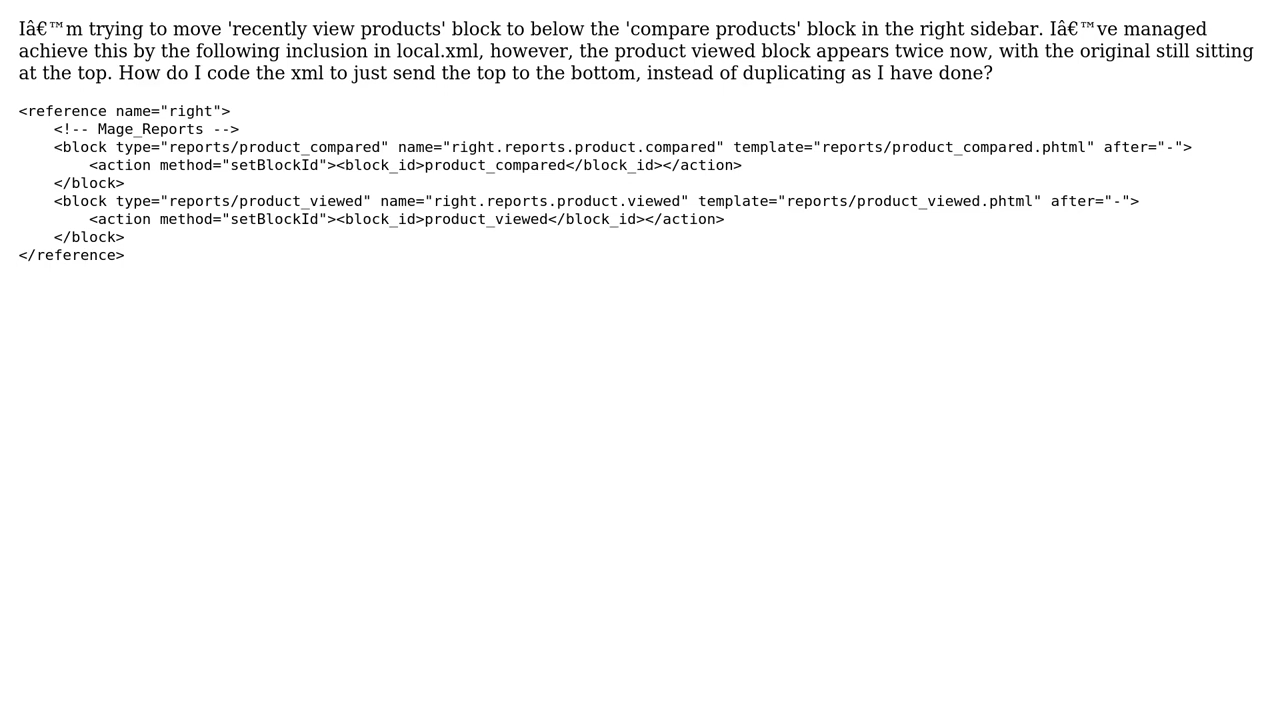 Iâ€™m trying to move 'recently view products' block to below the 'compare products' block in the right sidebar. Iâ€™ve managed
achieve this by the following inclusion in local.xml, however, the product viewed block appears twice now, with the original still sitting
at the top. How do I code the xml to just send the top to the bottom, instead of duplicating as I have done?
<reference name="right">
    <!-- Mage_Reports -->
    <block type="reports/product_compared" name="right.reports.product.compared" template="reports/product_compared.phtml" after="-">
        <action method="setBlockId"><block_id>product_compared</block_id></action>
    </block>
    <block type="reports/product_viewed" name="right.reports.product.viewed" template="reports/product_viewed.phtml" after="-">
        <action method="setBlockId"><block_id>product_viewed</block_id></action>
    </block>
</reference>